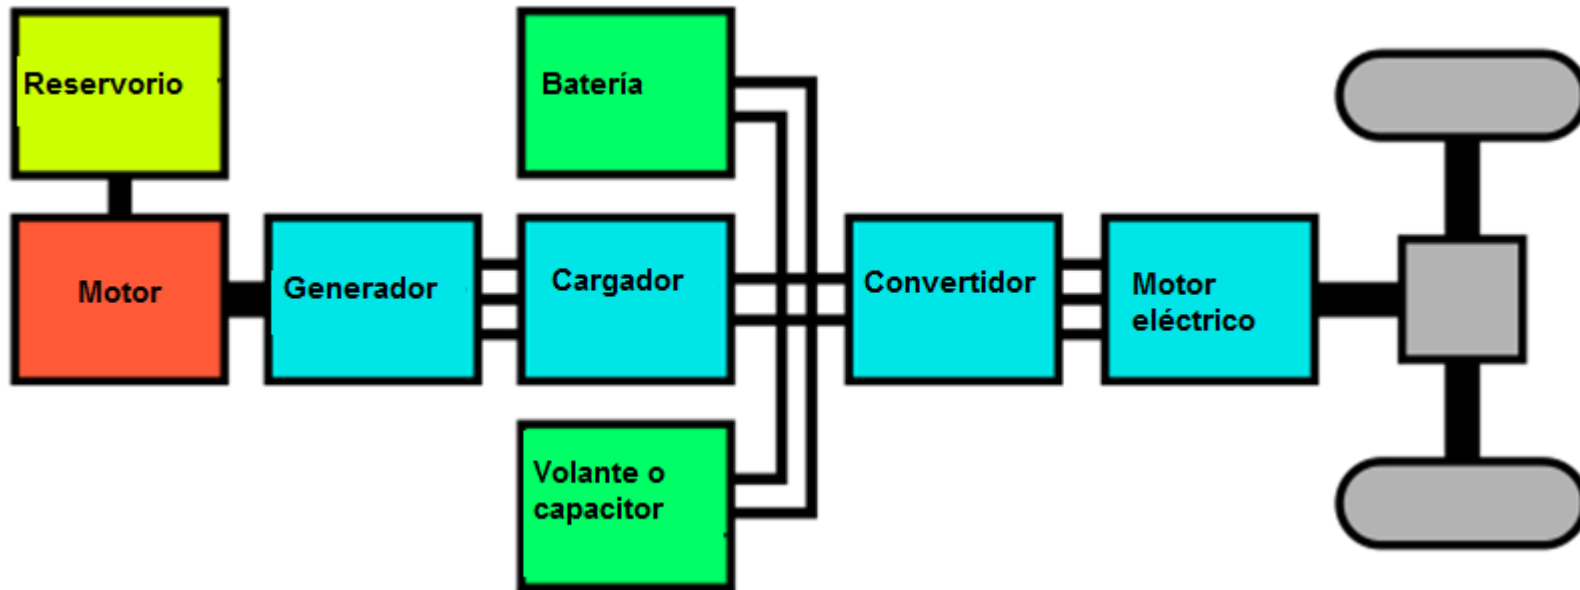 Reservorio
Batería
Motor
Generador
Cargador
Convertidor
Motor
eléctrico
Volante o
capacitor